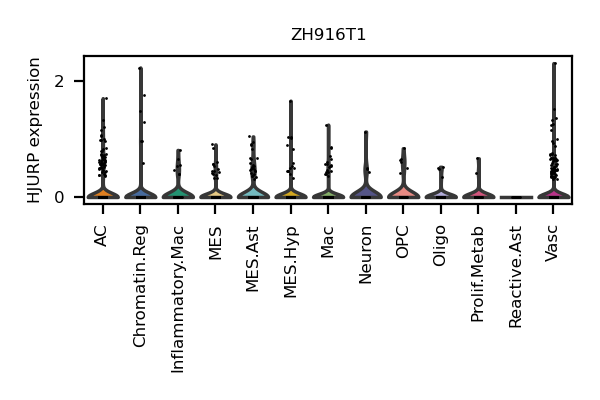 ZH916T1
HJURP expression
2
0
AC
Chromatin.Reg
Inflammatory.Mac
MES
MES.Ast
MES.Hyp
Mac
Neuron
OPC
Oligo
Prolif.Metab
Reactive.Ast
Vasc